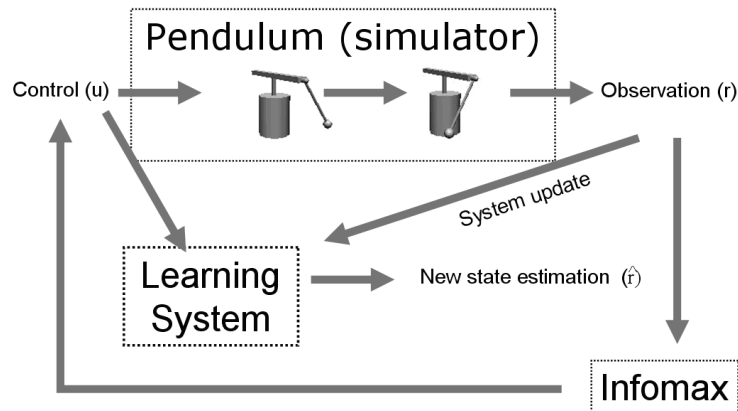 Pendulum (simulator)
Control (u)
Observation (r)
System update
Learning
System
New state estimation (r̂)
Infomax